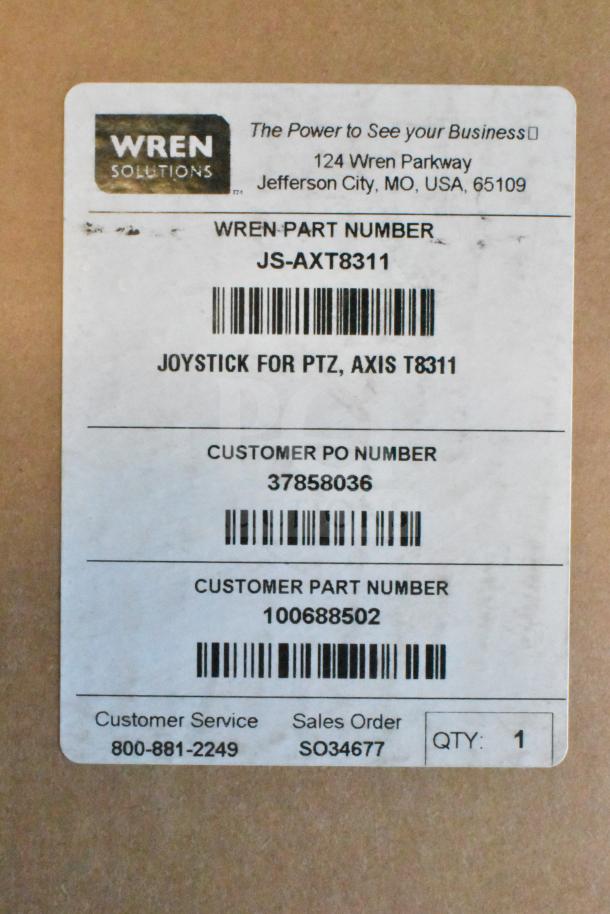 WREN
SOLUTIONS
The Power to See your Business
124 Wren Parkway
Jefferson City, MO, USA, 65109
WREN PART NUMBER
JS-AXT8311
JOYSTICK FOR PTZ, AXIS T8311
CUSTOMER PO NUMBER
37858036
CUSTOMER PART NUMBER
100688502
Customer Service
800-881-2249
Sales Order
SO34677
QTY: 1